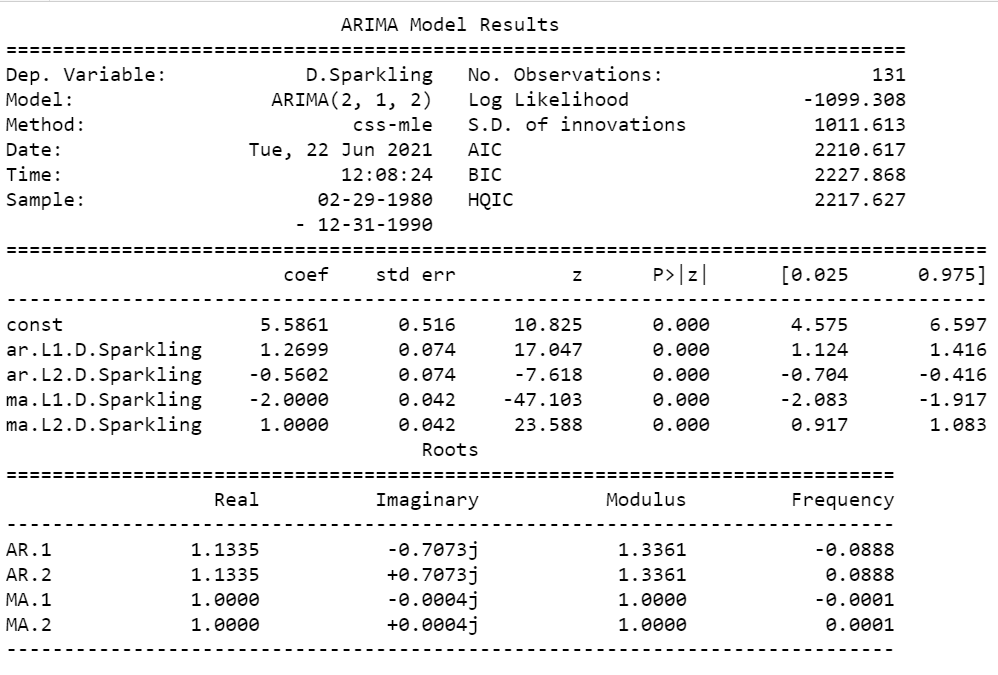 ARIMA Model Results
==============================================================================
Dep. Variable:            D.Sparkling   No. Observations:                  131
Model:                 ARIMA(2, 1, 2)   Log Likelihood               -1099.308
Method:                       css-mle   S.D. of innovations           1011.613
Date:                Tue, 22 Jun 2021   AIC                           2210.617
Time:                        12:08:24   BIC                           2227.868
Sample:                    02-29-1980   HQIC                          2217.627
                         - 12-31-1990
=====================================================================================
                        coef    std err          z      P>|z|      [0.025      0.975]
-------------------------------------------------------------------------------------
const                 5.5861      0.516     10.825      0.000       4.575       6.597
ar.L1.D.Sparkling     1.2699      0.074     17.047      0.000       1.124       1.416
ar.L2.D.Sparkling    -0.5602      0.074     -7.618      0.000      -0.704      -0.416
ma.L1.D.Sparkling    -2.0000      0.042    -47.103      0.000      -2.083      -1.917
ma.L2.D.Sparkling     1.0000      0.042     23.588      0.000       0.917       1.083
                                    Roots
=============================================================================
                  Real          Imaginary           Modulus         Frequency
-----------------------------------------------------------------------------
AR.1            1.1335           -0.7073j            1.3361           -0.0888
AR.2            1.1335           +0.7073j            1.3361            0.0888
MA.1            1.0000           -0.0004j            1.0000           -0.0001
MA.2            1.0000           +0.0004j            1.0000            0.0001
-----------------------------------------------------------------------------